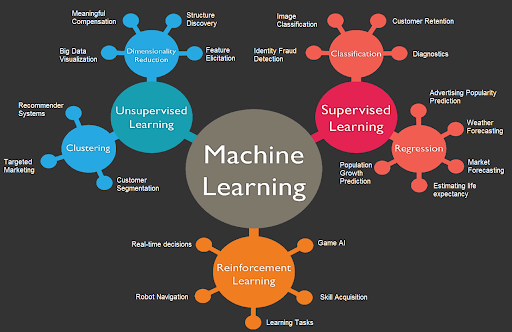 Meaningful
Compensation
Structure
Discovery
Big Data
Visualization
Dimensionality
Reduction
Feature
Elicitation
Image
Classification
Customer Retention
Identity Fraud
Detection
Classification
Diagnostics
Recommender
Systems
Unsupervised
Learning
Clustering
Targeted
Marketing
Customer
Segmentation
Machine
Learning
Supervised
Learning
Advertising Popularity
Prediction
Weather
Forecasting
Regression
Population
Growth
Prediction
Market
Forecasting
Estimating life
expectancy
Real-time decisions
Game AI
Reinforcement
Learning
Robot Navigation
Skill Acquisition
Learning Tasks